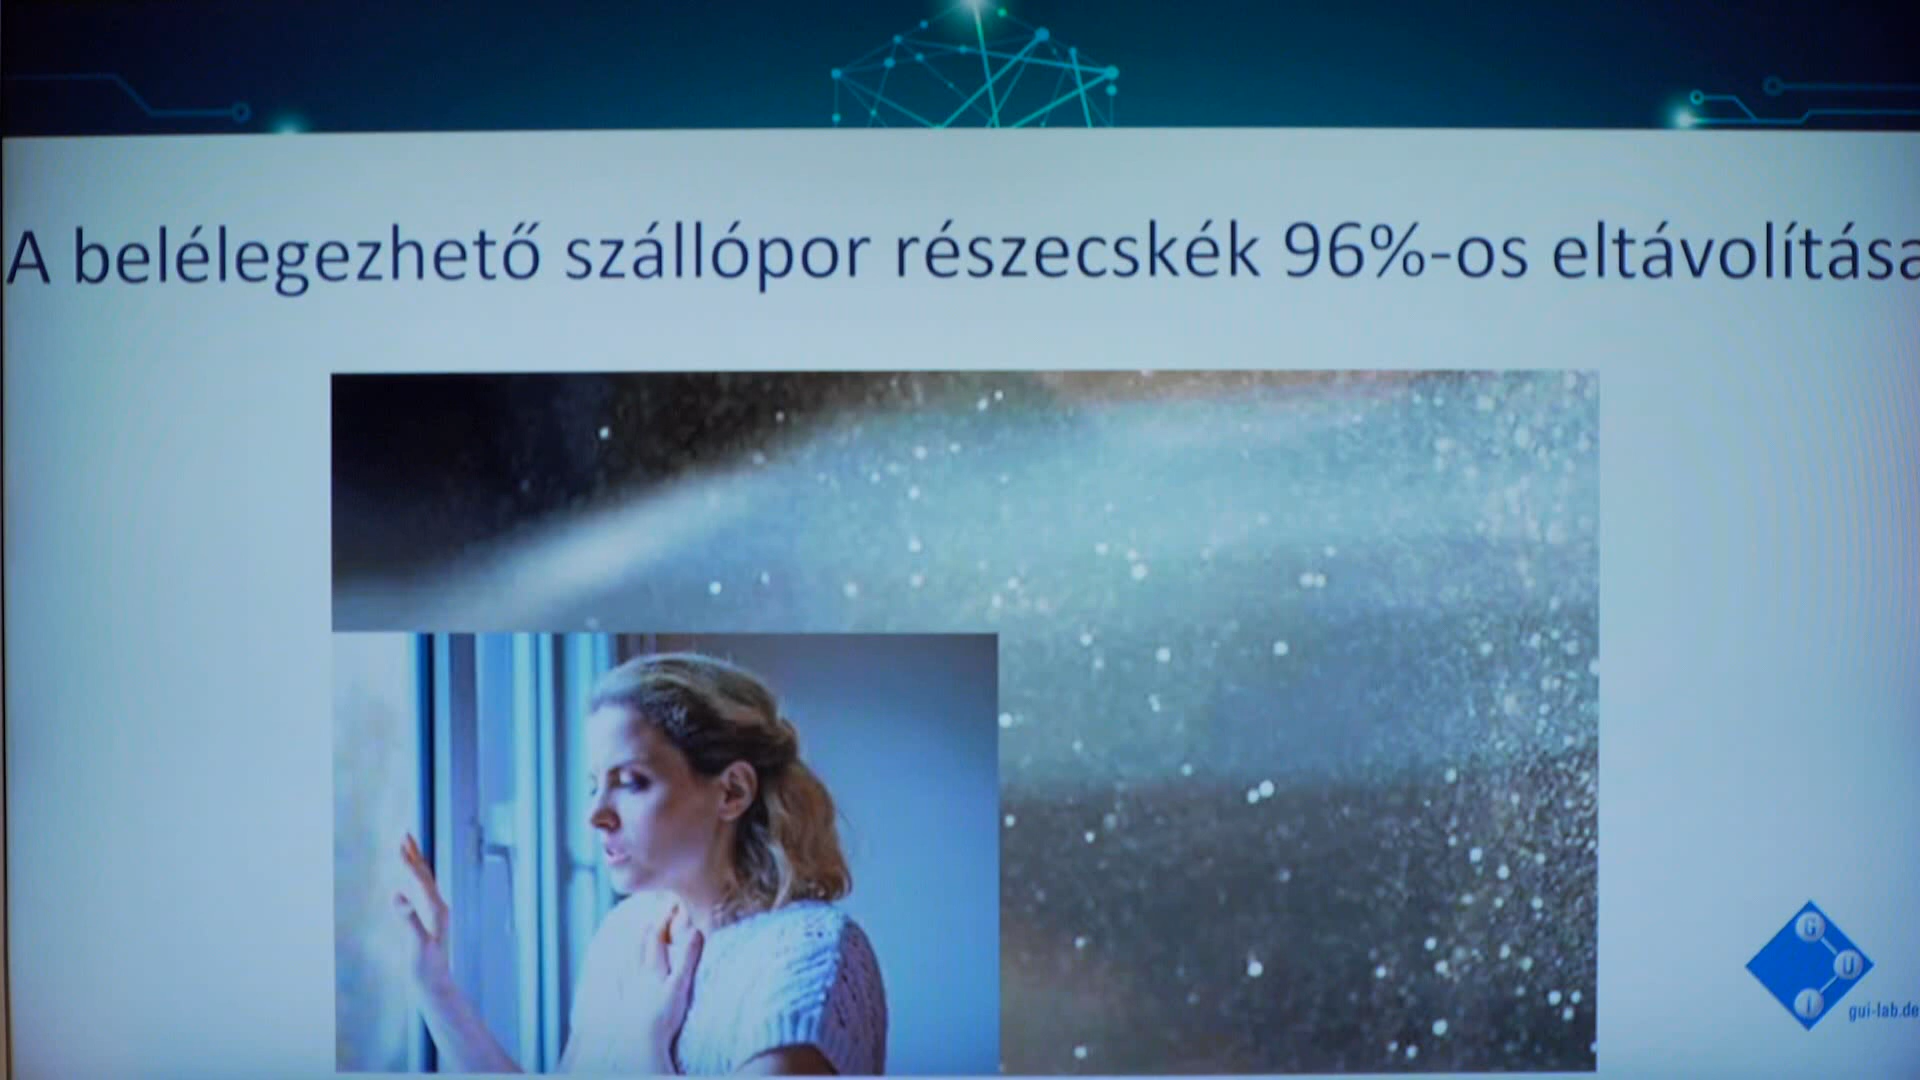 A belélegezhető szállópor részecskék 96%-os eltávolítása
G
U
I
gui-lab.de